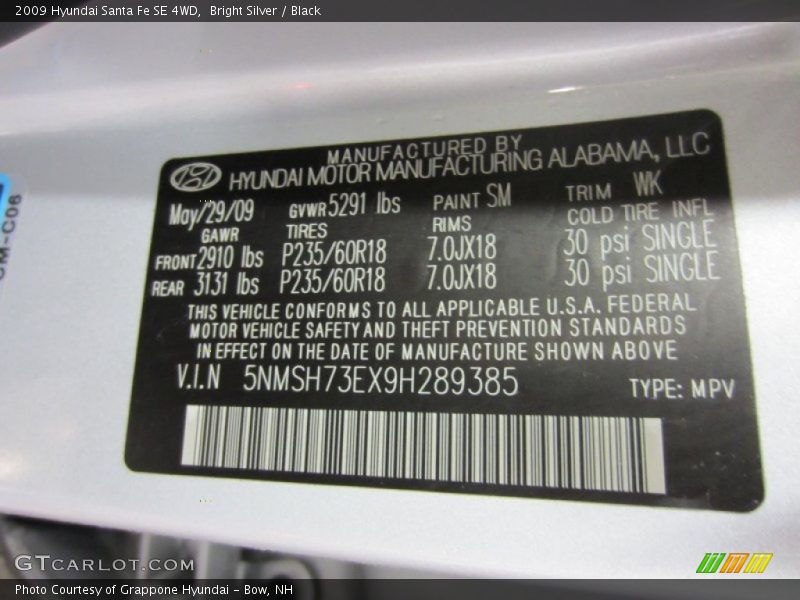 2009 Hyundai Santa Fe SE 4WD,  Bright Silver / Black
MANUFACTURED BY
HYUNDAI MOTOR MANUFACTURING ALABAMA, LLC
May/29/09 GVWR 5291 lbs PAINT SM TRIM WK
GAWR TIRES RIMS COLD TIRE INFL
FRONT 2910 lbs P235/60R18 7.0JX18 30 psi SINGLE
REAR 3131 lbs P235/60R18 7.0JX18 30 psi SINGLE
THIS VEHICLE CONFORMS TO ALL APPLICABLE U.S.A. FEDERAL
MOTOR VEHICLE SAFETY AND THEFT PREVENTION STANDARDS
IN EFFECT ON THE DATE OF MANUFACTURE SHOWN ABOVE
V.I.N 5NMSH73EX9H289385 TYPE: MPV
GTCARLOT.COM
Photo Courtesy of Grappone Hyundai - Bow, NH